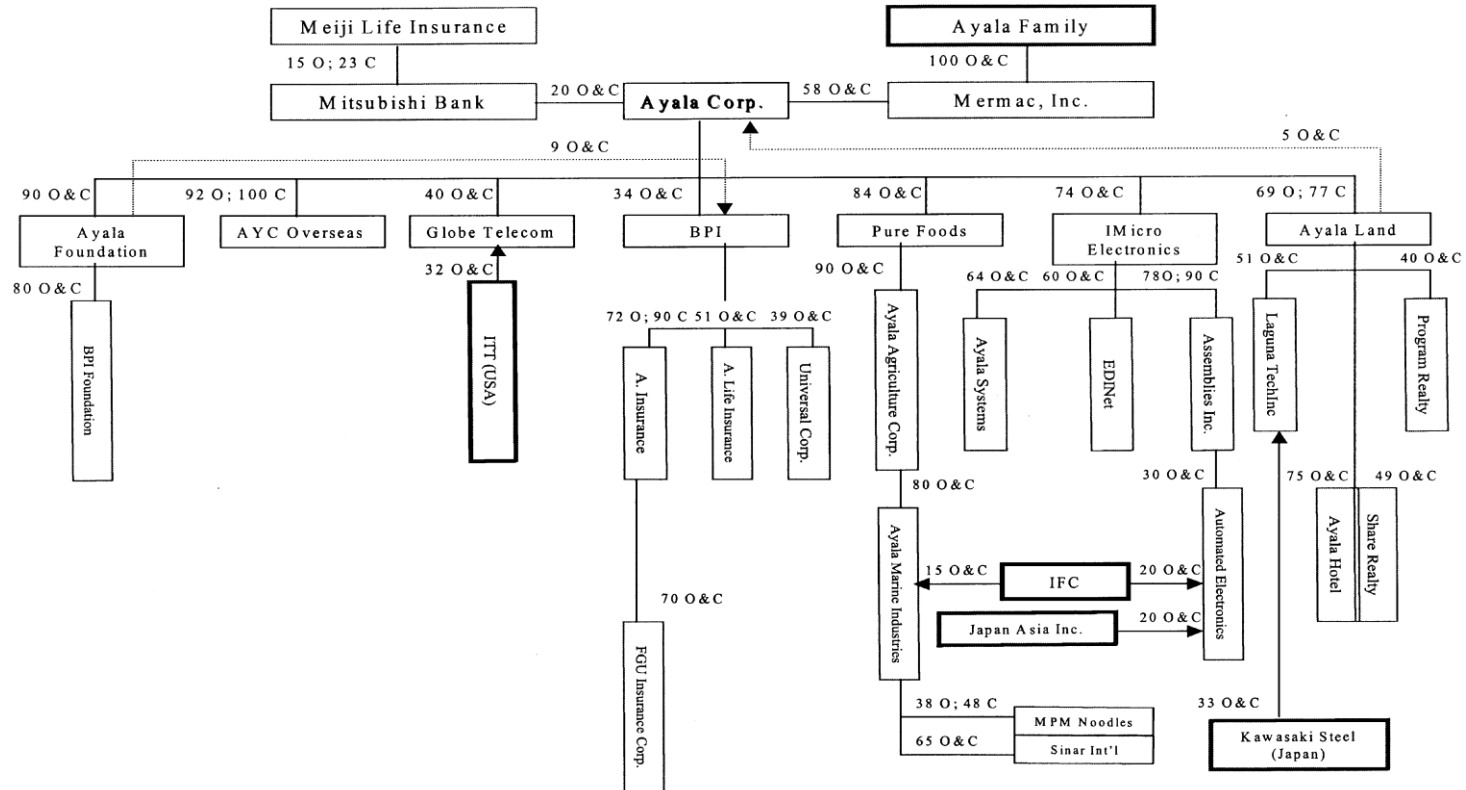 Meiji Life Insurance
Ayala Family
15 O; 23 C
100 O&C
Mitsubishi Bank
20 O&C
Ayala Corp.
58 O&C
Mermac, Inc.
9 O&C
5 O&C
90 O&C
92 O; 100 C
40 O&C
34 O&C
84 O&C
74 O&C
69 O; 77 C
Ayala
Foundation
AYC Overseas
Globe Telecom
BPI
Pure Foods
IMicro
Electronics
Ayala Land
80 O&C
32 O&C
90 O&C
64 O&C
60 O&C
78O; 90 C
51 O&C
40 O&C
BPI Foundation
ITT (USA)
72 O; 90 C
51 O&C
39 O&C
A. Insurance
A. Life Insurance
Universal Corp.
Ayala Agriculture Corp.
Ayala Systems
EDINet
Assemblies Inc.
Laguna TechInc
Program Realty
80 O&C
30 O&C
75 O&C
49 O&C
Ayala Hotel
Share Realty
Ayala Marine Industries
15 O&C
IFC
20 O&C
Automated Electronics
Japan Asia Inc.
20 O&C
70 O&C
FGU Insurance Corp.
38 O; 48 C
MPM Noodles
65 O&C
Sinar Int'l
33 O&C
Kawasaki Steel
(Japan)